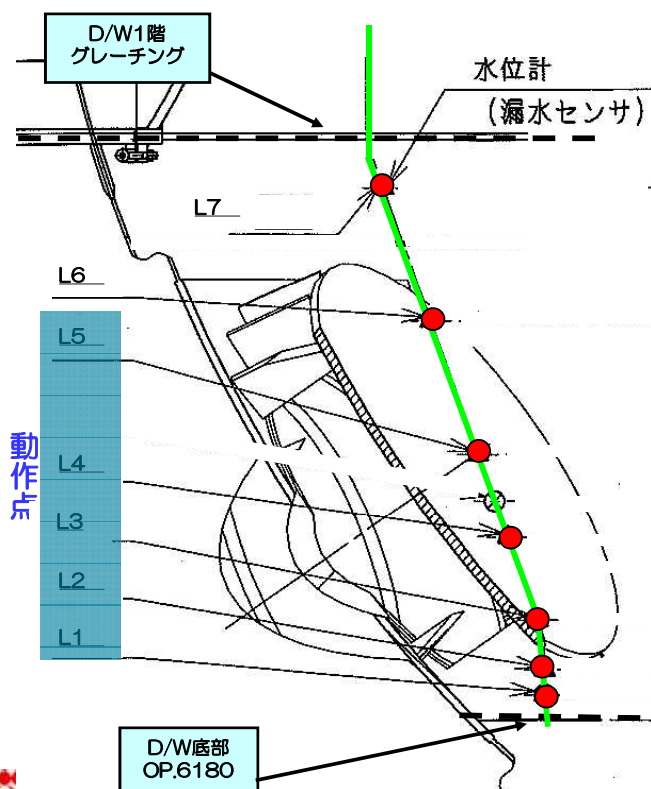 D/W1階
グレーチング
水位計
(漏水センサ)
L7
L6
L5
動作点
L4
L3
L2
L1
D/W底部
OP.6180